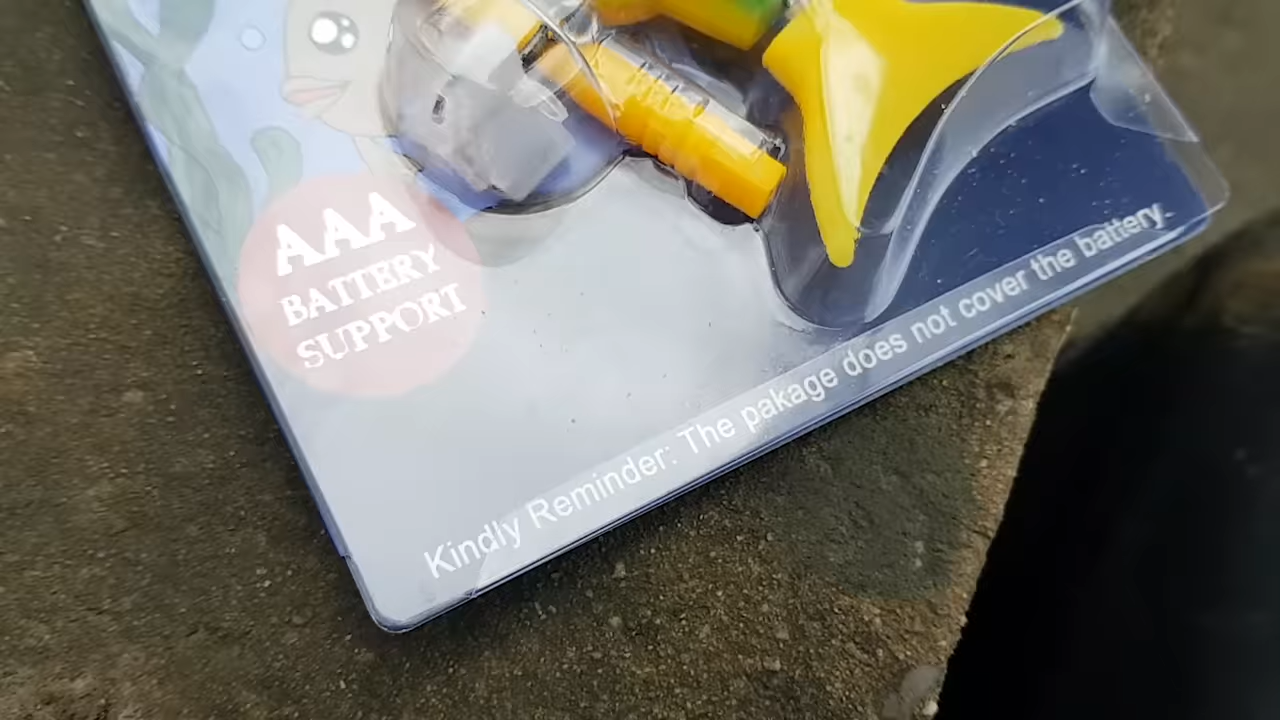 AAA
BATTERY
SUPPORT
Kindly Reminder: The pakage does not cover the battery.